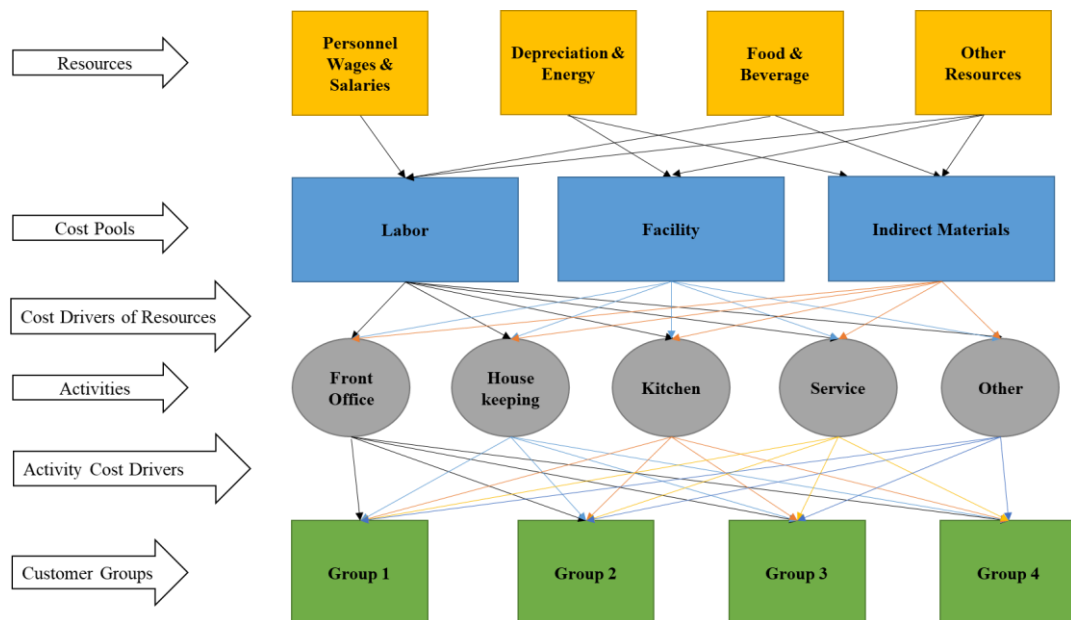 Resources
Personnel
Wages &
Salaries
Depreciation &
Energy
Food &
Beverage
Other
Resources
Cost Pools
Labor
Facility
Indirect Materials
Cost Drivers of Resources
Activities
Front
Office
House
keeping
Kitchen
Service
Other
Activity Cost Drivers
Customer Groups
Group 1
Group 2
Group 3
Group 4